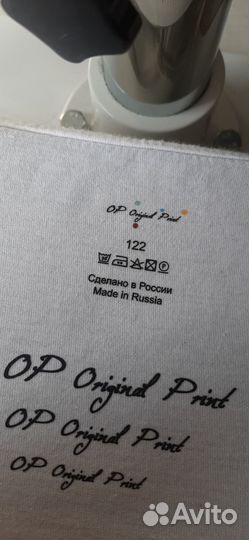 OP Original Print
122
Сделано в России
Made in Russia
OP Original Print
OP Original Print
OP Original Print
Avito